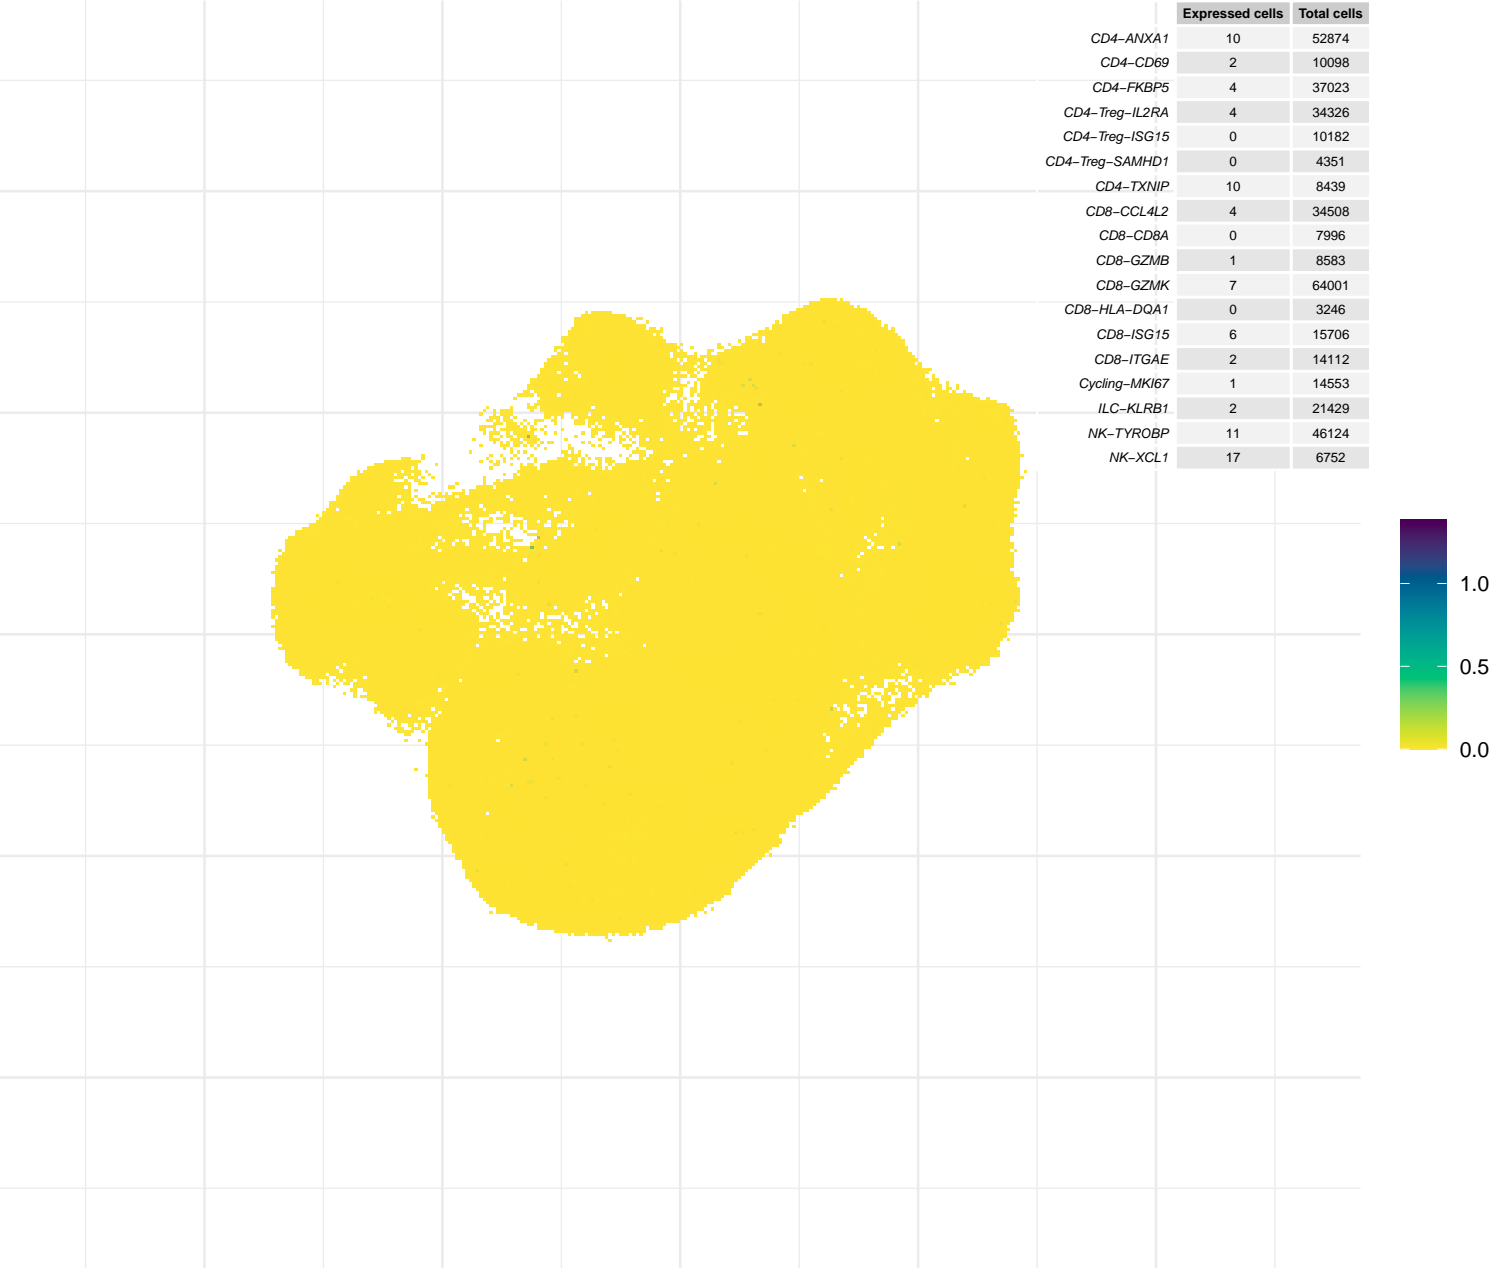 Expressed cells Total cells
CD4−ANXA1 10 52874
CD4−CD69 2 10098
CD4−FKBP5 4 37023
CD4−Treg−IL2RA 4 34326
CD4−Treg−ISG15 0 10182
CD4−Treg−SAMHD1 0 4351
CD4−TXNIP 10 8439
CD8−CCL4L2 4 34508
CD8−CD8A 0 7996
CD8−GZMB 1 8583
CD8−GZMK 7 64001
CD8−HLA−DQA1 0 3246
CD8−ISG15 6 15706
CD8−ITGAE 2 14112
Cycling−MKI67 1 14553
ILC−KLRB1 2 21429
NK−TYROBP 11 46124
NK−XCL1 17 6752
1.0
0.5
0.0